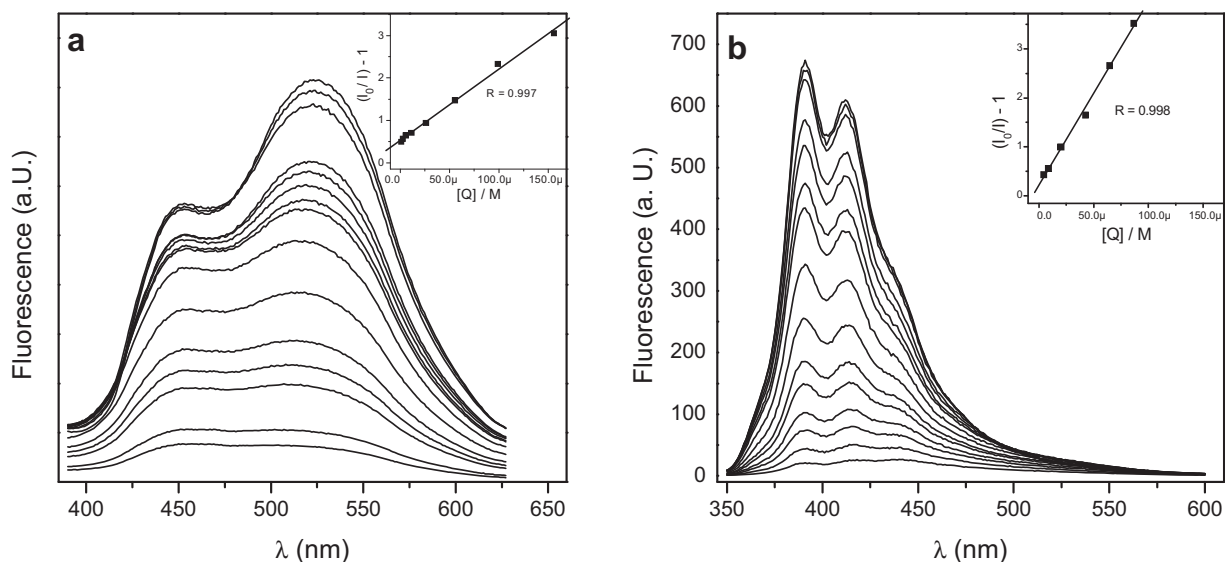 a
(I0/ I) - 1
3
2
1
0
R = 0.997
0.0
50.0μ
100.0μ
150.0μ
[Q] / M
Fluorescence (a.U.)
400
450
500
550
600
650
λ (nm)
b
(I0/I) - 1
3
2
1
0
R = 0.998
0.0
50.0μ
100.0μ
150.0μ
[Q] / M
Fluorescence (a. U.)
700
600
500
400
300
200
100
0
350
400
450
500
550
600
λ (nm)